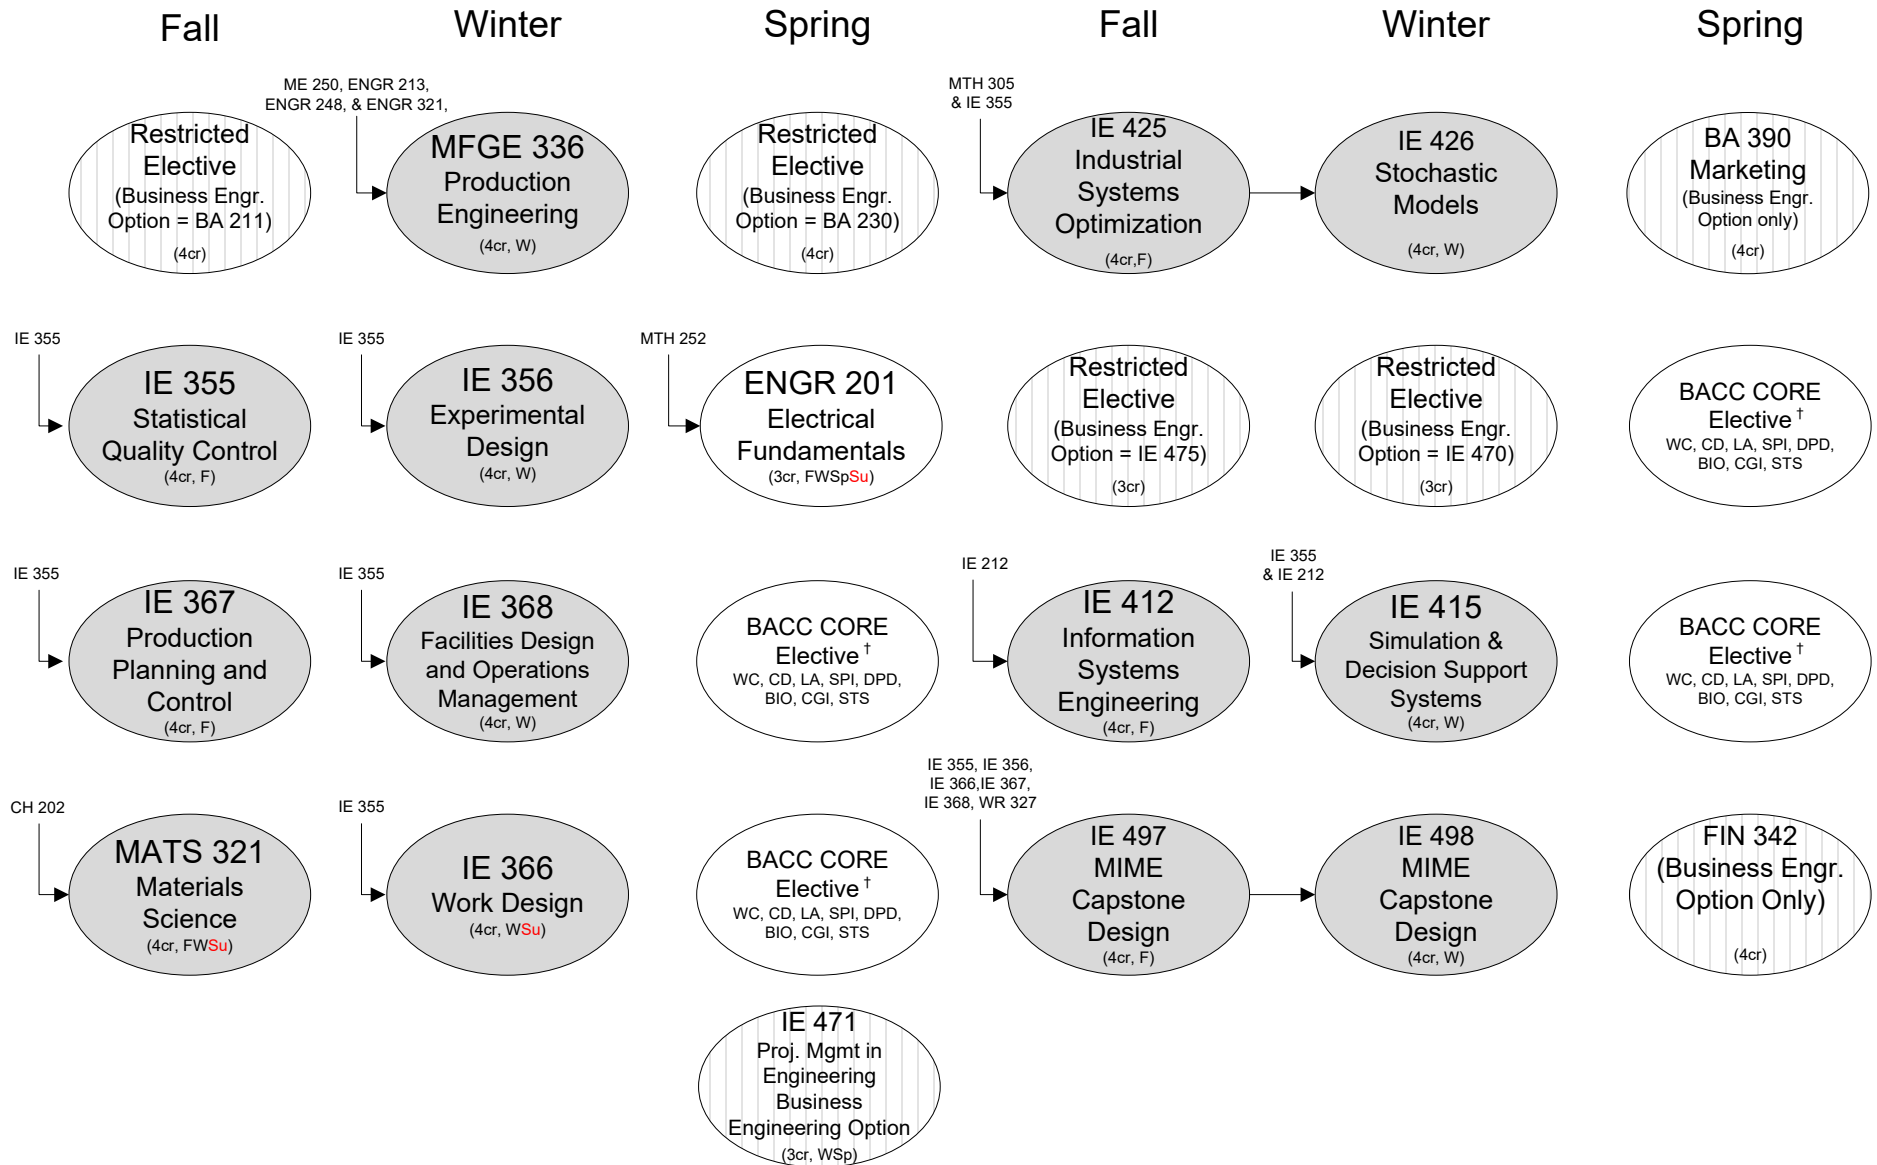 Fall
Winter
Spring
Fall
Winter
Spring
ME 250, ENGR 213,
ENGR 248, & ENGR 321,
MTH 305
& IE 355
Restricted
Elective
(Business Engr.
Option = BA 211)
(4cr)
MFGE 336
Production
Engineering
(4cr, W)
Restricted
Elective
(Business Engr.
Option = BA 230)
(4cr)
IE 425
Industrial
Systems
Optimization
(4cr,F)
IE 426
Stochastic
Models
(4cr, W)
BA 390
Marketing
(Business Engr.
Option only)
(4cr)
IE 355
IE 355
MTH 252
IE 355
Statistical
Quality Control
(4cr, F)
IE 356
Experimental
Design
(4cr, W)
ENGR 201
Electrical
Fundamentals
(3cr, FWSpSu)
Restricted
Elective
(Business Engr.
Option = IE 475)
(3cr)
Restricted
Elective
(Business Engr.
Option = IE 470)
(3cr)
BACC CORE
Elective †
WC, CD, LA, SPI, DPD,
BIO, CGI, STS
IE 355
IE 355
IE 212
IE 355
& IE 212
IE 367
Production
Planning and
Control
(4cr, F)
IE 368
Facilities Design
and Operations
Management
(4cr, W)
BACC CORE
Elective †
WC, CD, LA, SPI, DPD,
BIO, CGI, STS
IE 412
Information
Systems
Engineering
(4cr, F)
IE 415
Simulation &
Decision Support
Systems
(4cr, W)
BACC CORE
Elective †
WC, CD, LA, SPI, DPD,
BIO, CGI, STS
CH 202
IE 355
IE 355, IE 356,
IE 366,IE 367,
IE 368, WR 327
MATS 321
Materials
Science
(4cr, FWSu)
IE 366
Work Design
(4cr, WSu)
BACC CORE
Elective †
WC, CD, LA, SPI, DPD,
BIO, CGI, STS
IE 497
MIME
Capstone
Design
(4cr, F)
IE 498
MIME
Capstone
Design
(4cr, W)
FIN 342
(Business Engr.
Option Only)
(4cr)
IE 471
Proj. Mgmt in
Engineering
Business
Engineering Option
(3cr, WSp)